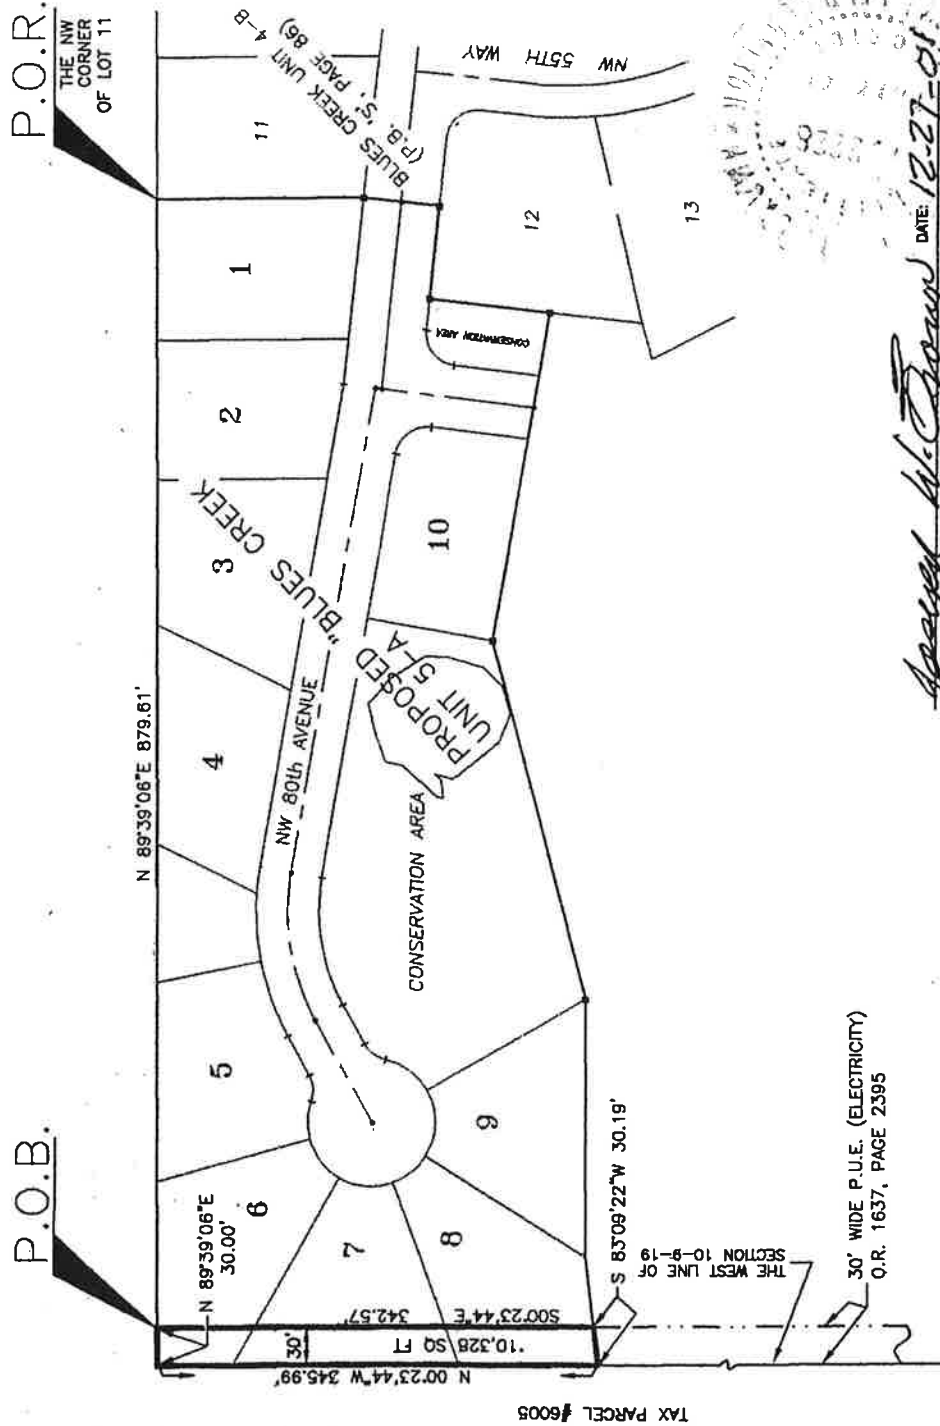 P.O.R.
THE NW
CORNER
OF LOT 11
P.O.B.
N 89°39'06"E 879.61'
N 89°39'06"E
30.00'
11
BLUES CREEK UNIT 4-B
(P.B. 'S', PAGE 86)
NW 55TH WAY
12
13
1
2
3
4
5
6
7
8
9
10
CONSERVATION AREA
PROPOSED "BLUES CREEK
UNIT 5-A
NW 80th AVENUE
CONSERVATION AREA
S00°23'44"E 342.57'
30'
10,328 SQ FT
N 00°23'44"W 345.99'
S 83°09'22"W 30.19'
THE WEST LINE OF
SECTION 10-9-19
30' WIDE P.U.E. (ELECTRICITY)
O.R. 1637, PAGE 2395
TAX PARCEL #6005
DATE: 12-27-05